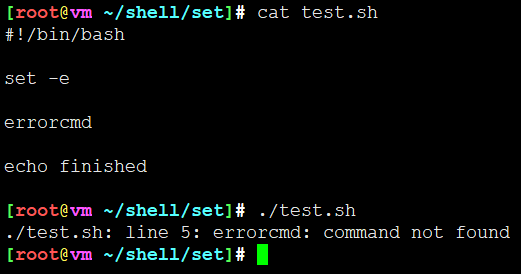 [root@vm ~/shell/set]# cat test.sh
#!/bin/bash
set -e
errorcmd
echo finished
[root@vm ~/shell/set]# ./test.sh
./test.sh: line 5: errorcmd: command not found
[root@vm ~/shell/set]#